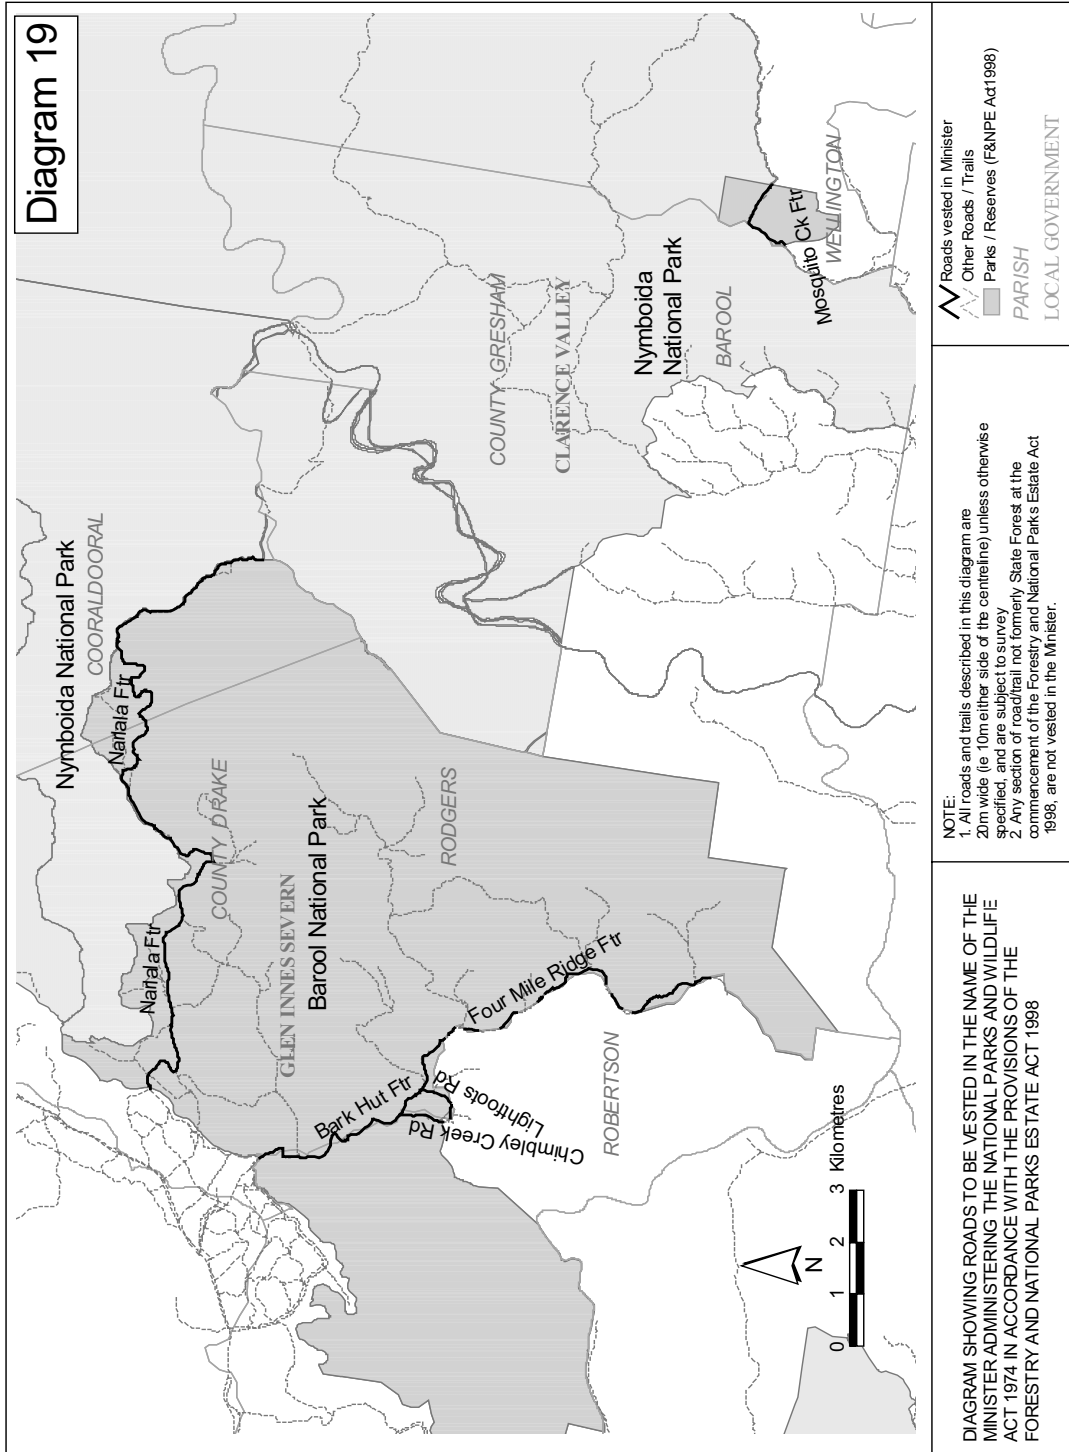 Diagram 19
Nymboida National Park
COORALDOORAL
Narlala Ftr
Narlala Ftr
COUNTY DRAKE
GLEN INNES SEVERN
Barool National Park
RODGERS
Bark Hut Ftr
Four Mile Ridge Ftr
Lightfoots Rd
Chimbley Creek Rd
ROBERTSON
COUNTY GRESHAM
CLARENCE VALLEY
Nymboida
National Park
BAROOL
Mosquito Ck Ftr
WELLINGTON
N
0 1 2 3 Kilometres
DIAGRAM SHOWING ROADS TO BE VESTED IN THE NAME OF THE
MINISTER ADMINISTERING THE NATIONAL PARKS AND WILDLIFE
ACT 1974 IN ACCORDANCE WITH THE PROVISIONS OF THE
FORESTRY AND NATIONAL PARKS ESTATE ACT 1998
NOTE:
1. All roads and trails described in this diagram are
20m wide (ie 10m either side of the centreline) unless otherwise
specified, and are subject to survey
2. Any section of road/trail not formerly State Forest at the
commencement of the Forestry and National Parks Estate Act
1998, are not vested in the Minister.
Roads vested in Minister
Other Roads / Trails
Parks / Reserves (F&NPE Act1998)
PARISH
LOCAL GOVERNMENT